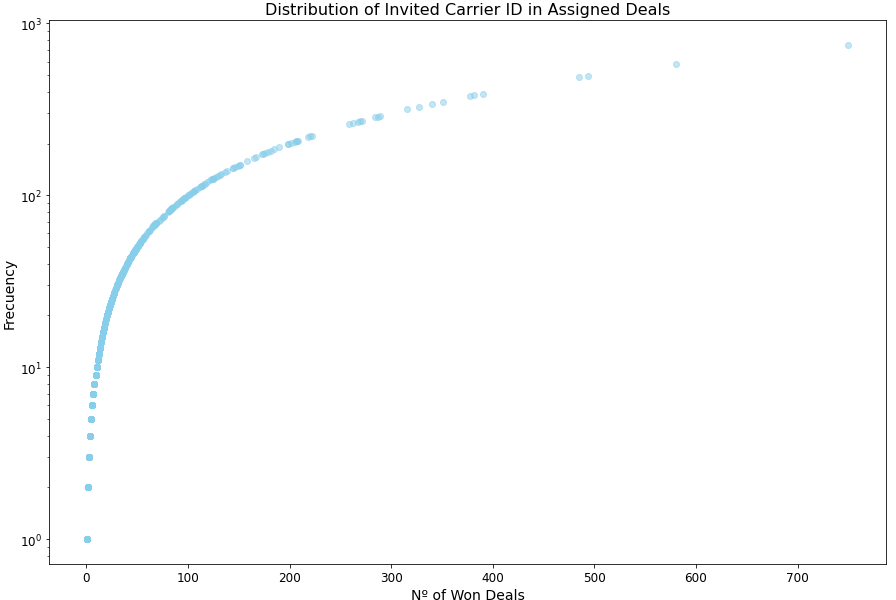 Distribution of Invited Carrier ID in Assigned Deals
10³
10²
10¹
10⁰
Frecuency
0 100 200 300 400 500 600 700
Nº of Won Deals